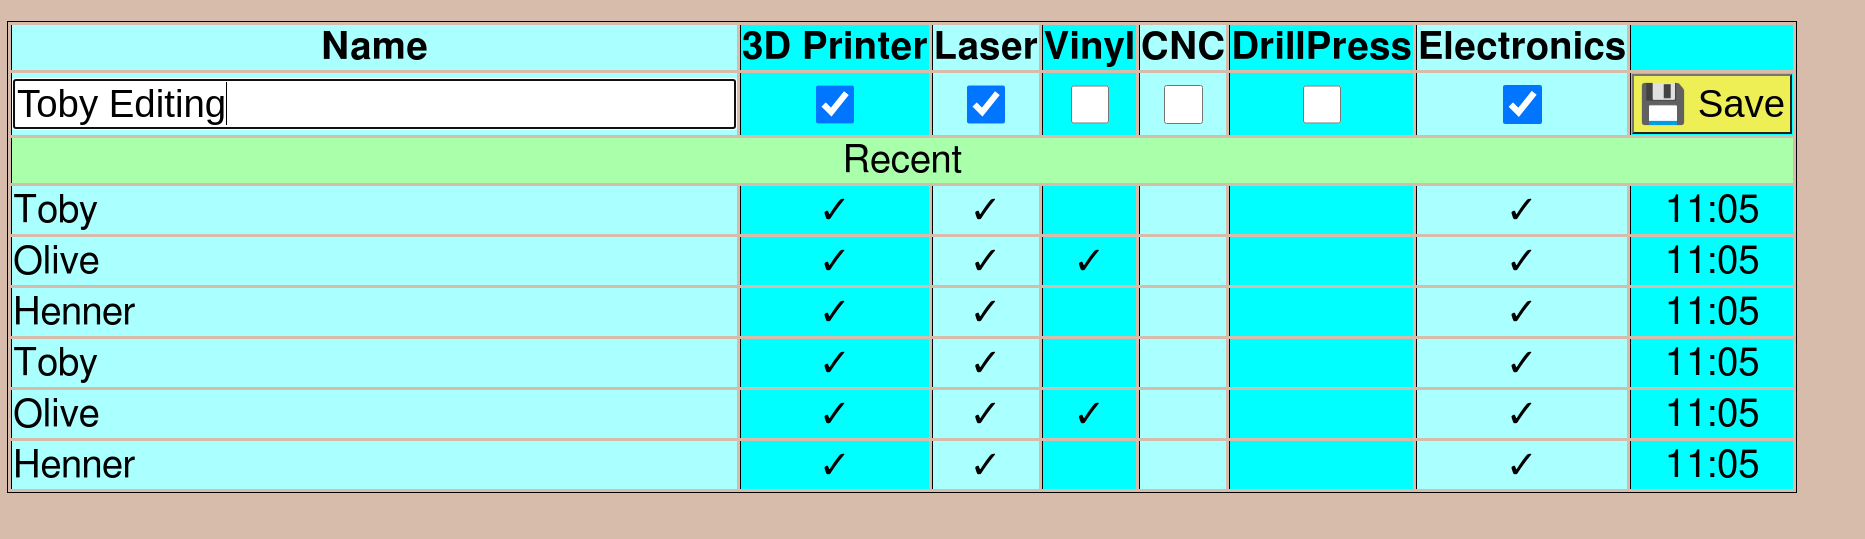 Name 3D Printer Laser Vinyl CNC DrillPress Electronics
Toby Editing 💾 Save
Recent
Toby ✓ ✓ ✓ 11:05
Olive ✓ ✓ ✓ ✓ 11:05
Henner ✓ ✓ ✓ 11:05
Toby ✓ ✓ ✓ 11:05
Olive ✓ ✓ ✓ ✓ 11:05
Henner ✓ ✓ ✓ 11:05